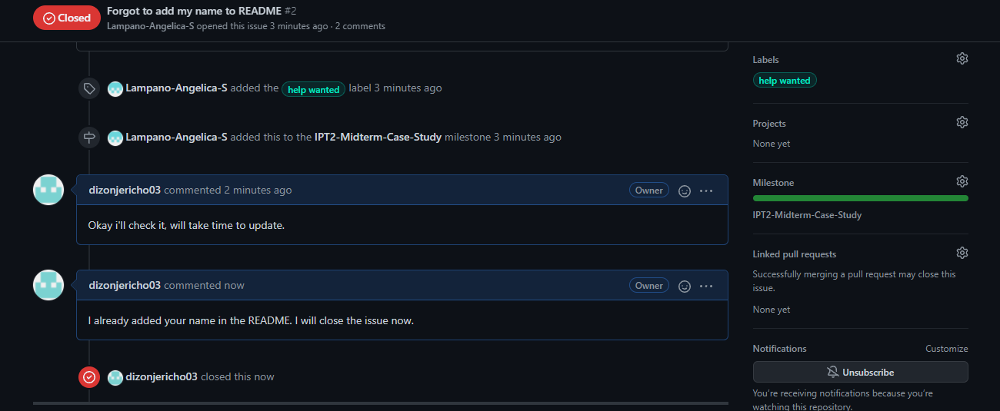 Closed
Forgot to add my name to README #2
Lampano-Angelica-S opened this issue 3 minutes ago · 2 comments
Lampano-Angelica-S added the help wanted label 3 minutes ago
Lampano-Angelica-S added this to the IPT2-Midterm-Case-Study milestone 3 minutes ago
dizonjericho03 commented 2 minutes ago
Owner
Okay i'll check it, will take time to update.
dizonjericho03 commented now
Owner
I already added your name in the README. I will close the issue now.
dizonjericho03 closed this now
Labels
help wanted
Projects
None yet
Milestone
IPT2-Midterm-Case-Study
Linked pull requests
Successfully merging a pull request may close this
issue.
None yet
Notifications
Customize
Unsubscribe
You're receiving notifications because you're
watching this repository.